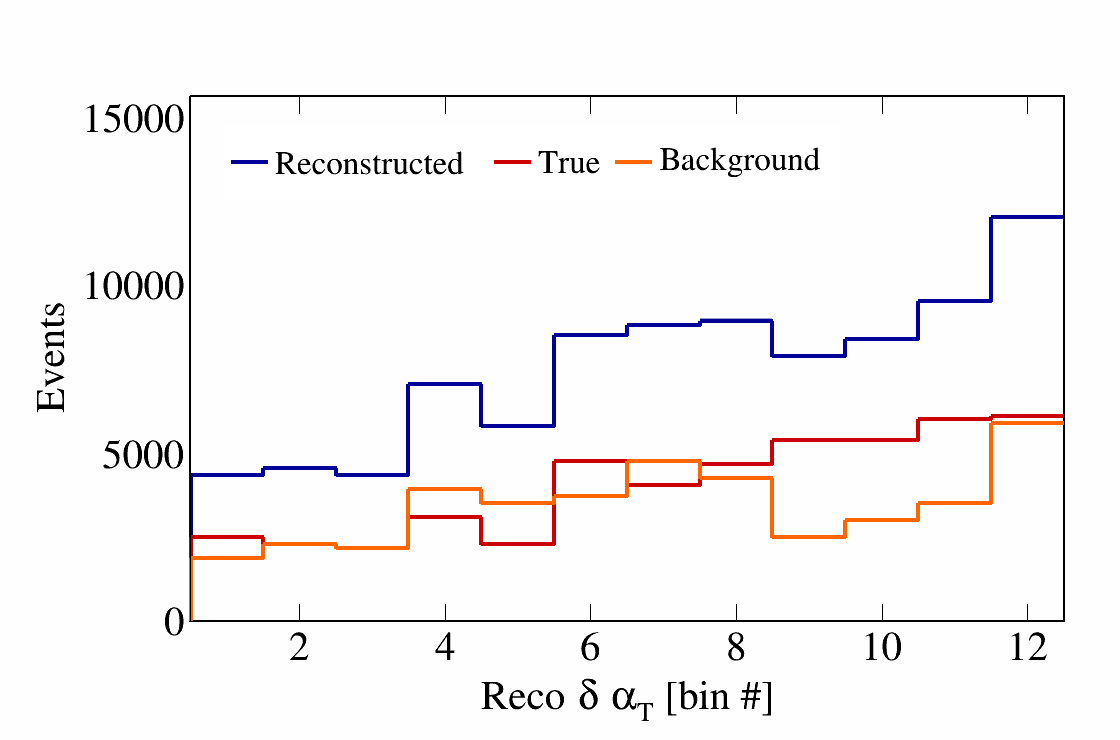 15000
Reconstructed True Background
10000
Events
5000
0
2 4 6 8 10 12
Reco δ α_T [bin #]